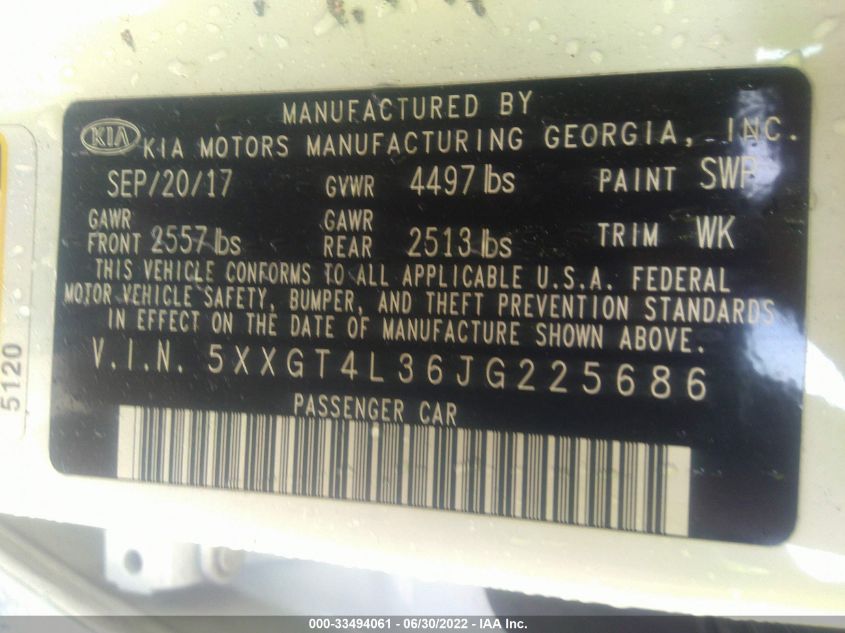 MANUFACTURED BY
KIA KIA MOTORS MANUFACTURING GEORGIA, INC.
SEP/20/17 GVWR 4497 lbs PAINT SWP
GAWR FRONT 2557 lbs GAWR REAR 2513 lbs TRIM WK
THIS VEHICLE CONFORMS TO ALL APPLICABLE U.S.A. FEDERAL
MOTOR VEHICLE SAFETY, BUMPER, AND THEFT PREVENTION STANDARDS
IN EFFECT ON THE DATE OF MANUFACTURE SHOWN ABOVE.
V.I.N. 5XXGT4L36JG225686
PASSENGER CAR
5120
000-33494061 - 06/30/2022 - IAA Inc.